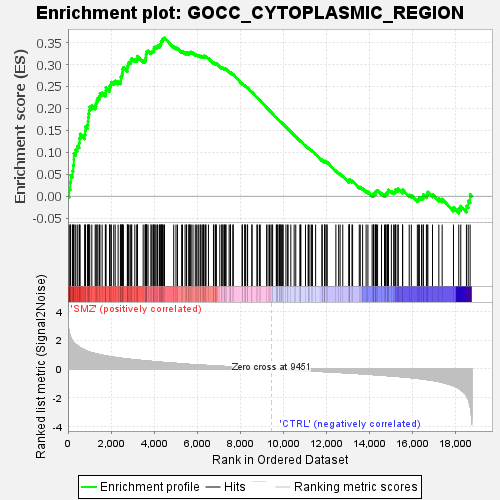 Enrichment plot: GOCC_CYTOPLASMIC_REGION
Enrichment score (ES)
0.35
0.30
0.25
0.20
0.15
0.10
0.05
0.00
-0.05
'SMZ' (positively correlated)
Ranked list metric (Signal2Noise)
4
2
0
-2
-4
Zero cross at 9451
'CTRL' (negatively correlated)
0
2,000
4,000
6,000
8,000
10,000
12,000
14,000
16,000
18,000
Rank in Ordered Dataset
Enrichment profile
Hits
Ranking metric scores